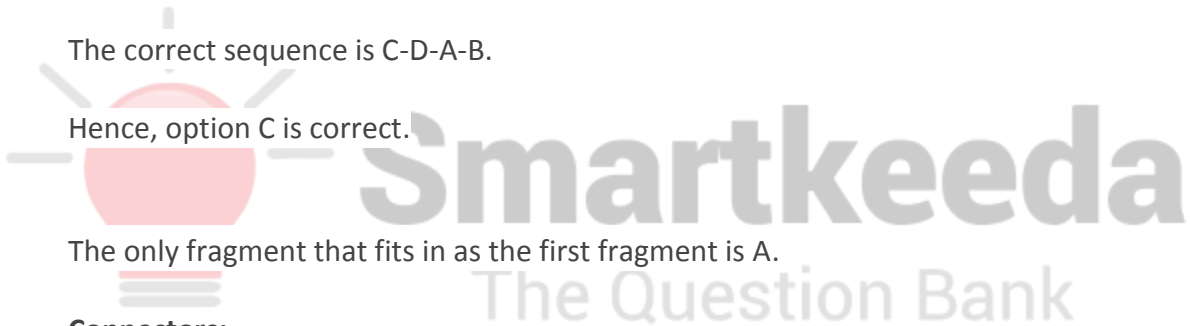 The correct sequence is C-D-A-B.
Hence, option C is correct.
Smartkeeda
The only fragment that fits in as the first fragment is A.
The Question Bank
Connectors: